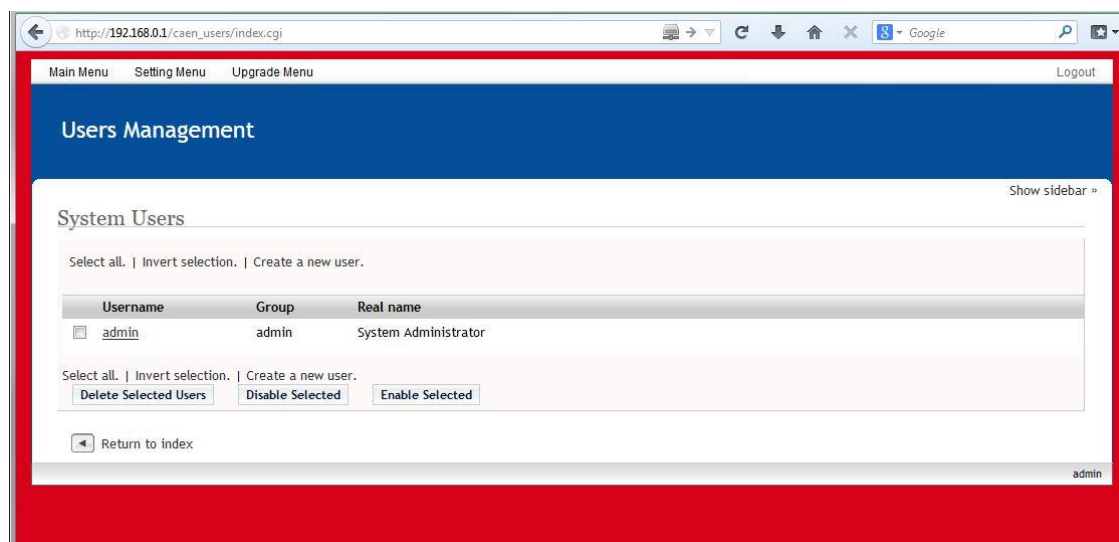 http://192.168.0.1/caen_users/index.cgi
Google
Main Menu Setting Menu Upgrade Menu Logout
Users Management
Show sidebar »
System Users
Select all. | Invert selection. | Create a new user.
Username Group Real name
admin admin System Administrator
Select all. | Invert selection. | Create a new user.
Delete Selected Users Disable Selected Enable Selected
Return to index
admin